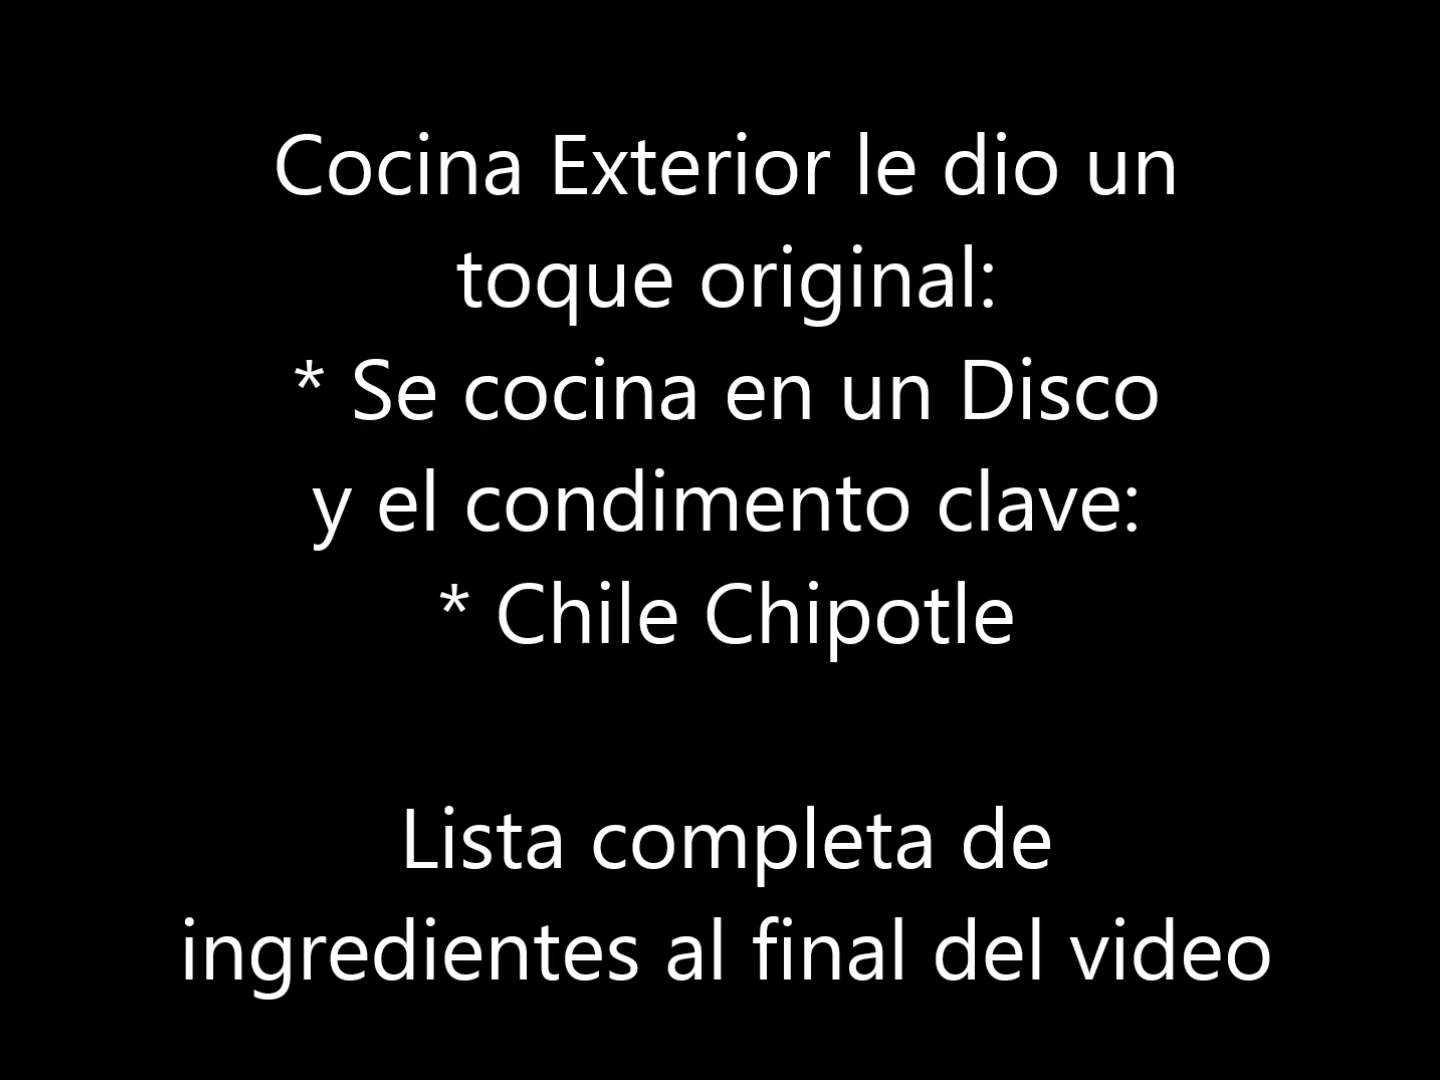 Cocina Exterior le dio un
toque original:
* Se cocina en un Disco
y el condimento clave:
* Chile Chipotle
Lista completa de
ingredientes al final del video